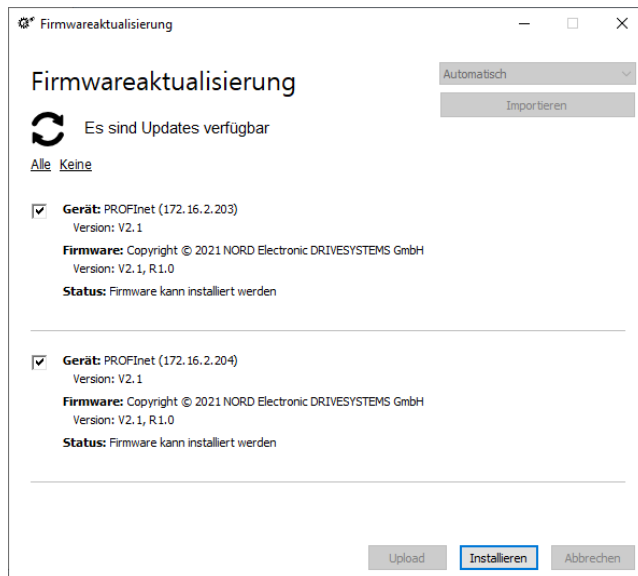 Firmwareaktualisierung
Firmwareaktualisierung
Automatisch
Importieren
Es sind Updates verfügbar
Alle Keine
Gerät: PROFInet (172.16.2.203)
Version: V2.1
Firmware: Copyright © 2021 NORD Electronic DRIVESYSTEMS GmbH
Version: V2.1, R1.0
Status: Firmware kann installiert werden
Gerät: PROFInet (172.16.2.204)
Version: V2.1
Firmware: Copyright © 2021 NORD Electronic DRIVESYSTEMS GmbH
Version: V2.1, R1.0
Status: Firmware kann installiert werden
Upload Installieren Abbrechen